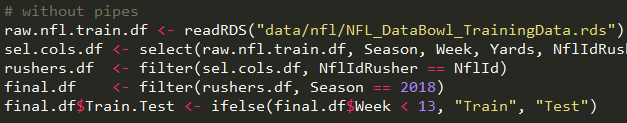 # without pipes
raw.nfl.train.df <- readRDS("data/nfl/NFL_DataBowl_TrainingData.rds")
sel.cols.df <- select(raw.nfl.train.df, Season, Week, Yards, NflIdRus
rushers.df  <- filter(sel.cols.df, NflIdRusher == NflId)
final.df    <- filter(rushers.df, Season == 2018)
final.df$Train.Test <- ifelse(final.df$Week < 13, "Train", "Test")